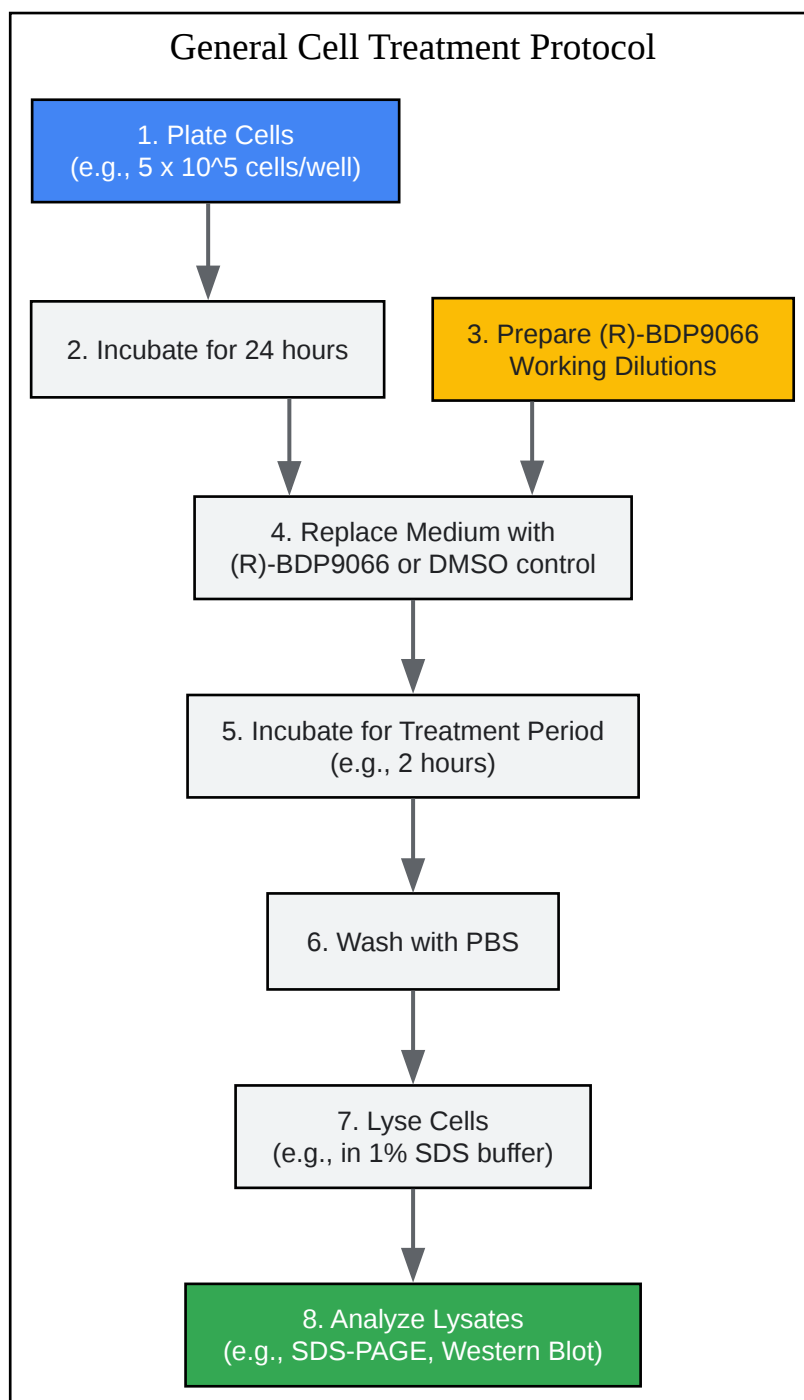 General Cell Treatment Protocol
1. Plate Cells
(e.g., 5 x 10^5 cells/well)
2. Incubate for 24 hours
3. Prepare (R)-BDP9066
Working Dilutions
4. Replace Medium with
(R)-BDP9066 or DMSO control
5. Incubate for Treatment Period
(e.g., 2 hours)
6. Wash with PBS
7. Lyse Cells
(e.g., in 1% SDS buffer)
8. Analyze Lysates
(e.g., SDS-PAGE, Western Blot)